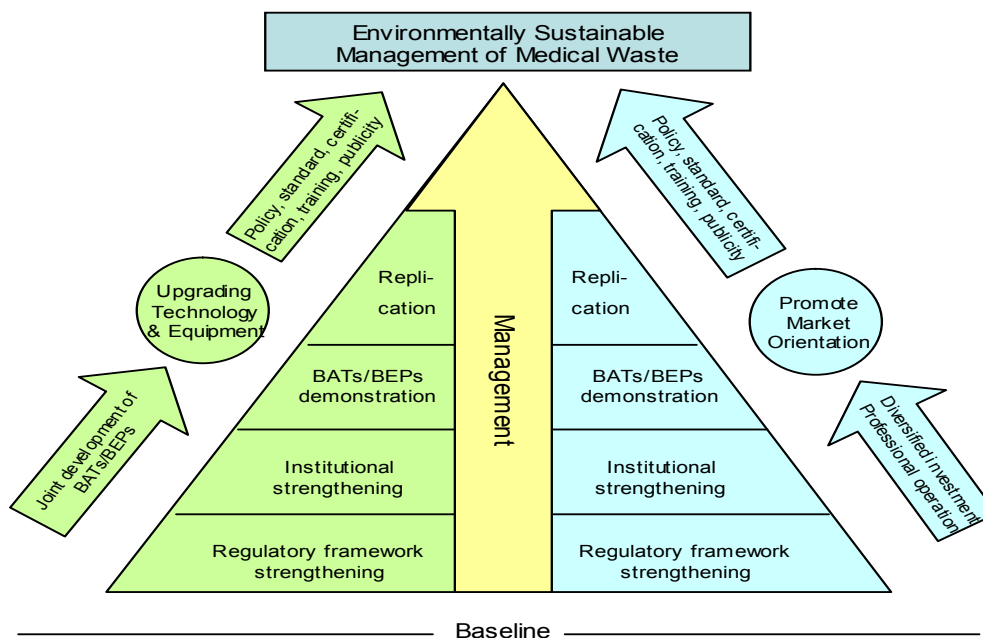 Environmentally Sustainable
Management of Medical Waste
Policy, standard, certifi-
cation, training, publicity
Policy, standard, certifi-
cation, training, publicity
Upgrading
Technology
& Equipment
Promote
Market
Orientation
Joint development of
BATs/BEPs
Diversified investment
Professional operation
Management
Repli-
cation
Repli-
cation
BATs/BEPs
demonstration
BATs/BEPs
demonstration
Institutional
strengthening
Institutional
strengthening
Regulatory framework
strengthening
Regulatory framework
strengthening
Baseline